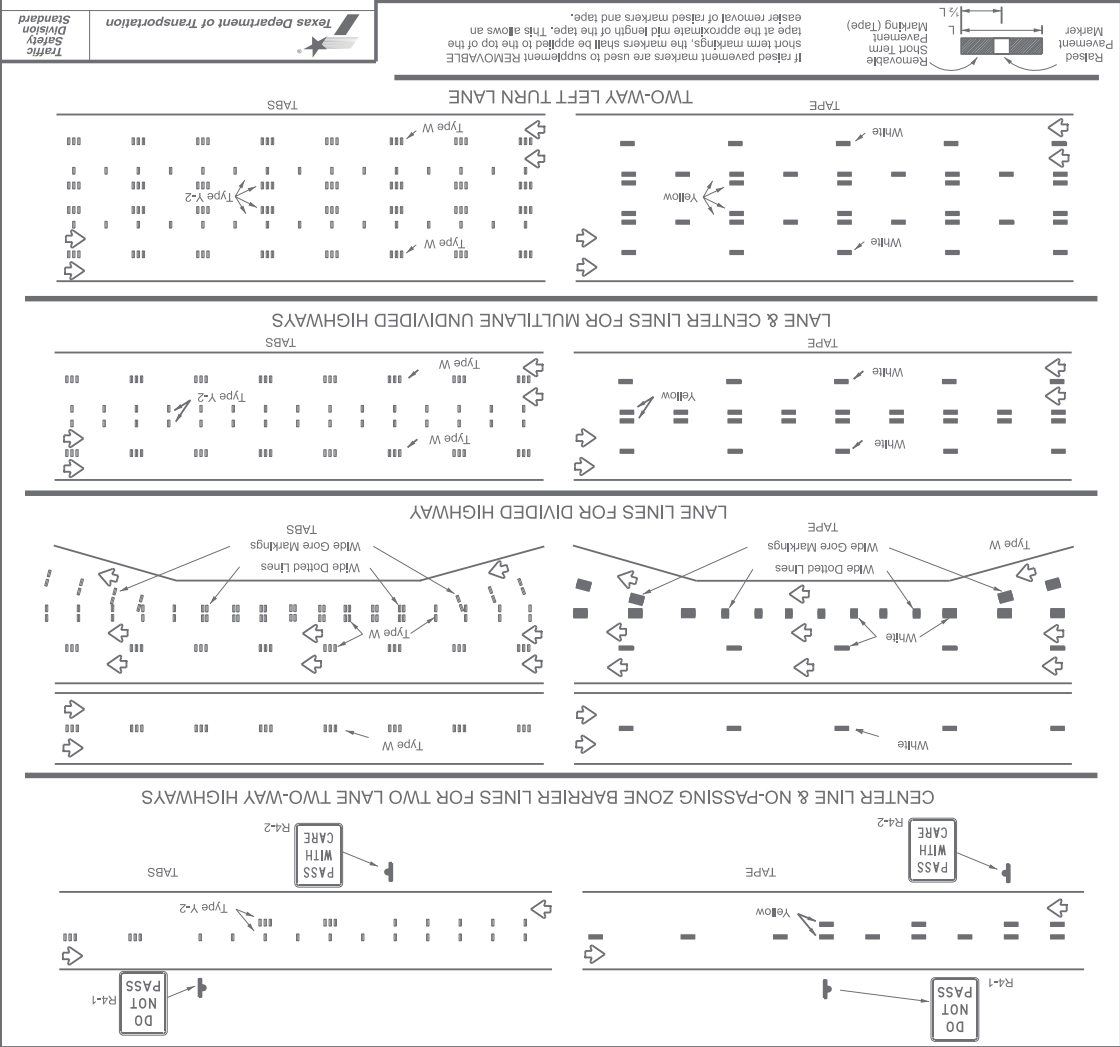 R4-1
DO
NOT
PASS
DO
NOT
PASS
R4-1
Yellow
Type Y-2
TAPE
TABS
PASS
WITH
CARE
R4-2
PASS
WITH
CARE
R4-2
CENTER LINE & NO-PASSING ZONE BARRIER LINES FOR TWO LANE TWO-WAY HIGHWAYS
White
Type W
White
Type W
Wide Dotted Lines
Wide Gore Markings
Type W
TAPE
Wide Dotted Lines
Wide Gore Markings
TABS
LANE LINES FOR DIVIDED HIGHWAY
White
Type W
Yellow
Type Y-2
White
Type W
TAPE
TABS
LANE & CENTER LINES FOR MULTILANE UNDIVIDED HIGHWAYS
White
Type W
Yellow
Type Y-2
White
Type W
TAPE
TABS
TWO-WAY LEFT TURN LANE
Raised
Pavement
Marker
Removable
Short Term
Pavement
Marking (Tape)
L
½ L
If raised pavement markers are used to supplement REMOVABLE
short term markings, the markers shall be applied to the top of the
tape at the approximate mid length of the tape. This allows an
easier removal of raised markers and tape.
Texas Department of Transportation
Traffic
Safety
Division
Standard